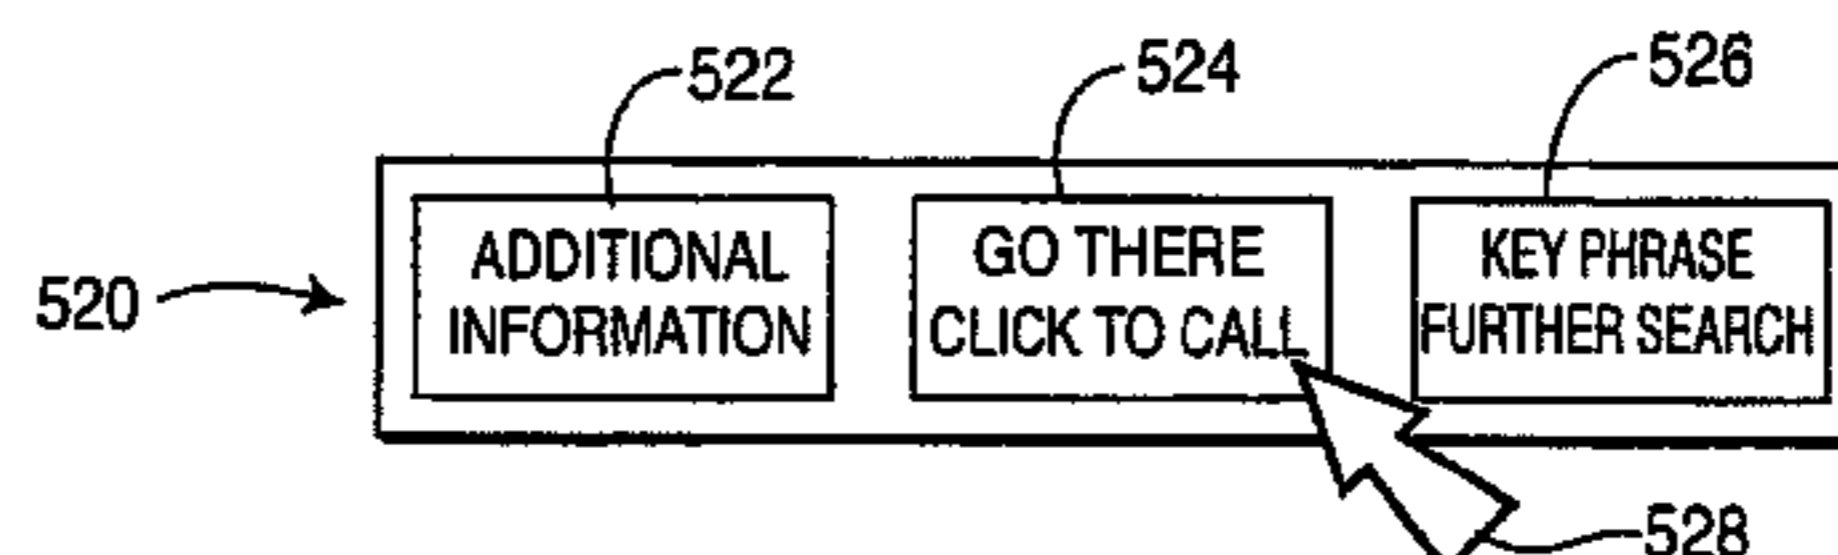 522
524
526
520
ADDITIONAL
INFORMATION
GO THERE
CLICK TO CALL
KEY PHRASE
FURTHER SEARCH
528